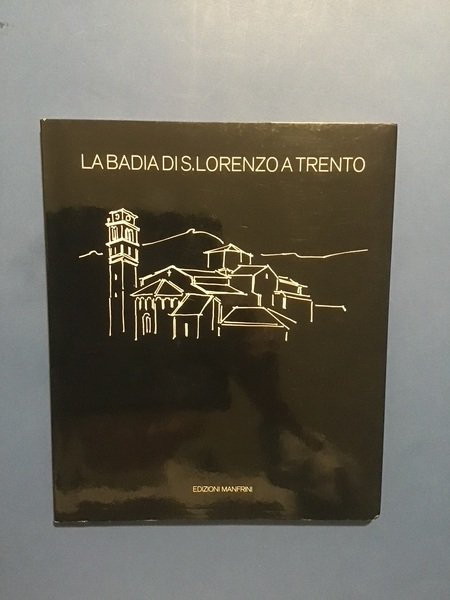 LA BADIA DI S. LORENZO A TRENTO
EDIZIONI MANFRINI